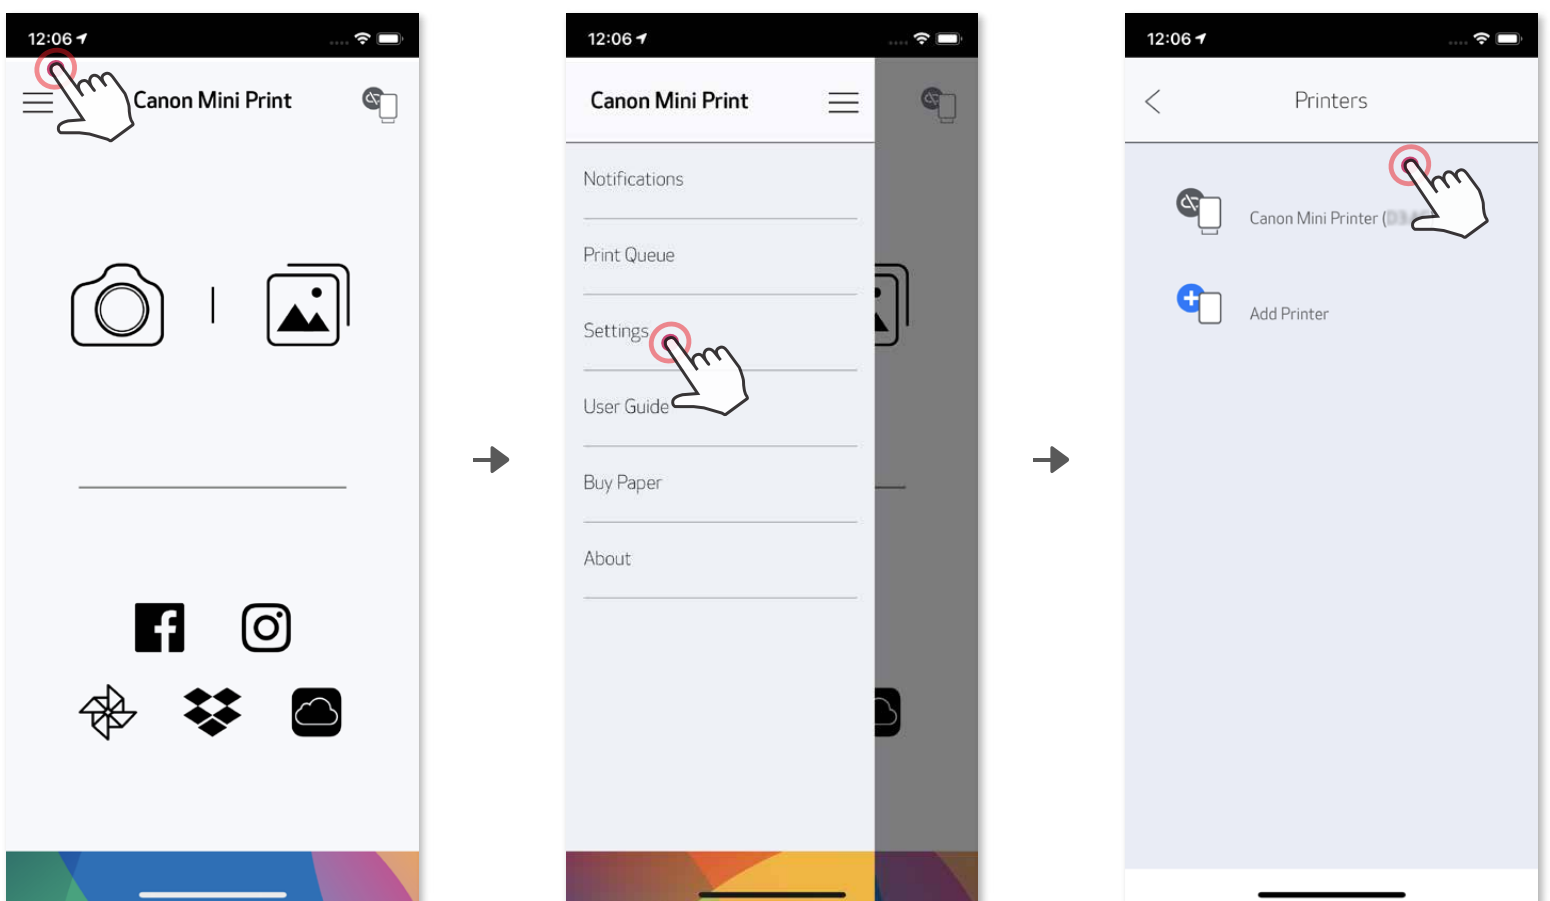 12:06
Canon Mini Print
12:06
Canon Mini Print
Notifications
Print Queue
Settings
User Guide
Buy Paper
About
12:06
Printers
Canon Mini Printer (
Add Printer